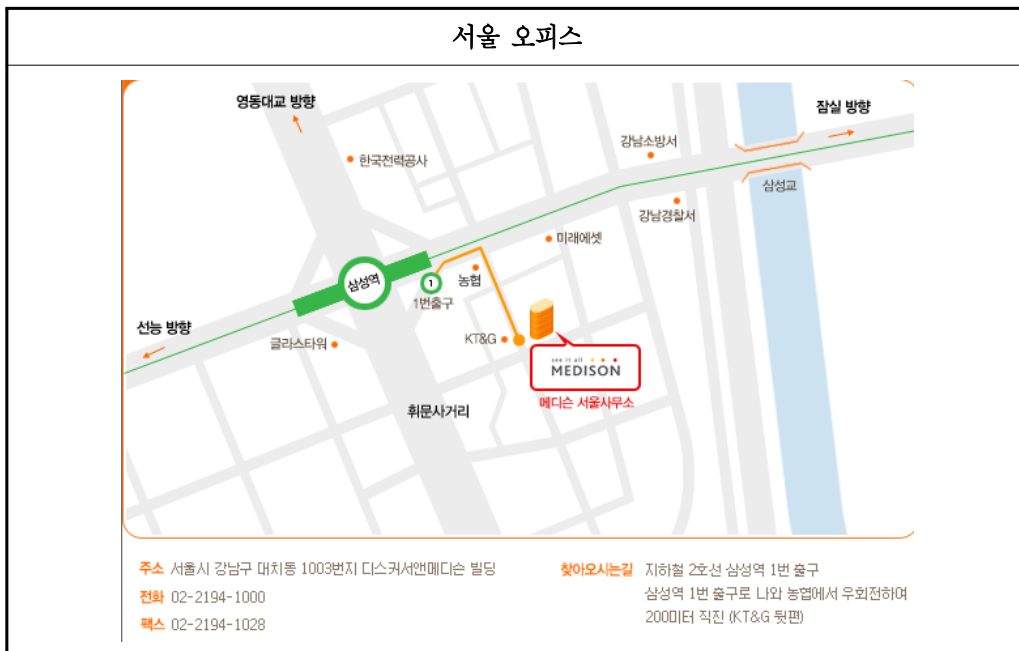 서울 오피스
영동대교 방향
잠실 방향
강남소방서
한국전력공사
삼성교
강남경찰서
미래에셋
삼성역
농협
1
1번출구
선능 방향
글라스타워
KT&G
see it all
MEDISON
메디슨 서울사무소
휘문사거리
주소 서울시 강남구 대치동 1003번지 디스커서앤메디슨 빌딩
전화 02-2194-1000
팩스 02-2194-1028
찾아오시는길 지하철 2호선 삼성역 1번 출구
삼성역 1번 출구로 나와 농협에서 우회전하여
200미터 직진 (KT&G 뒷편)